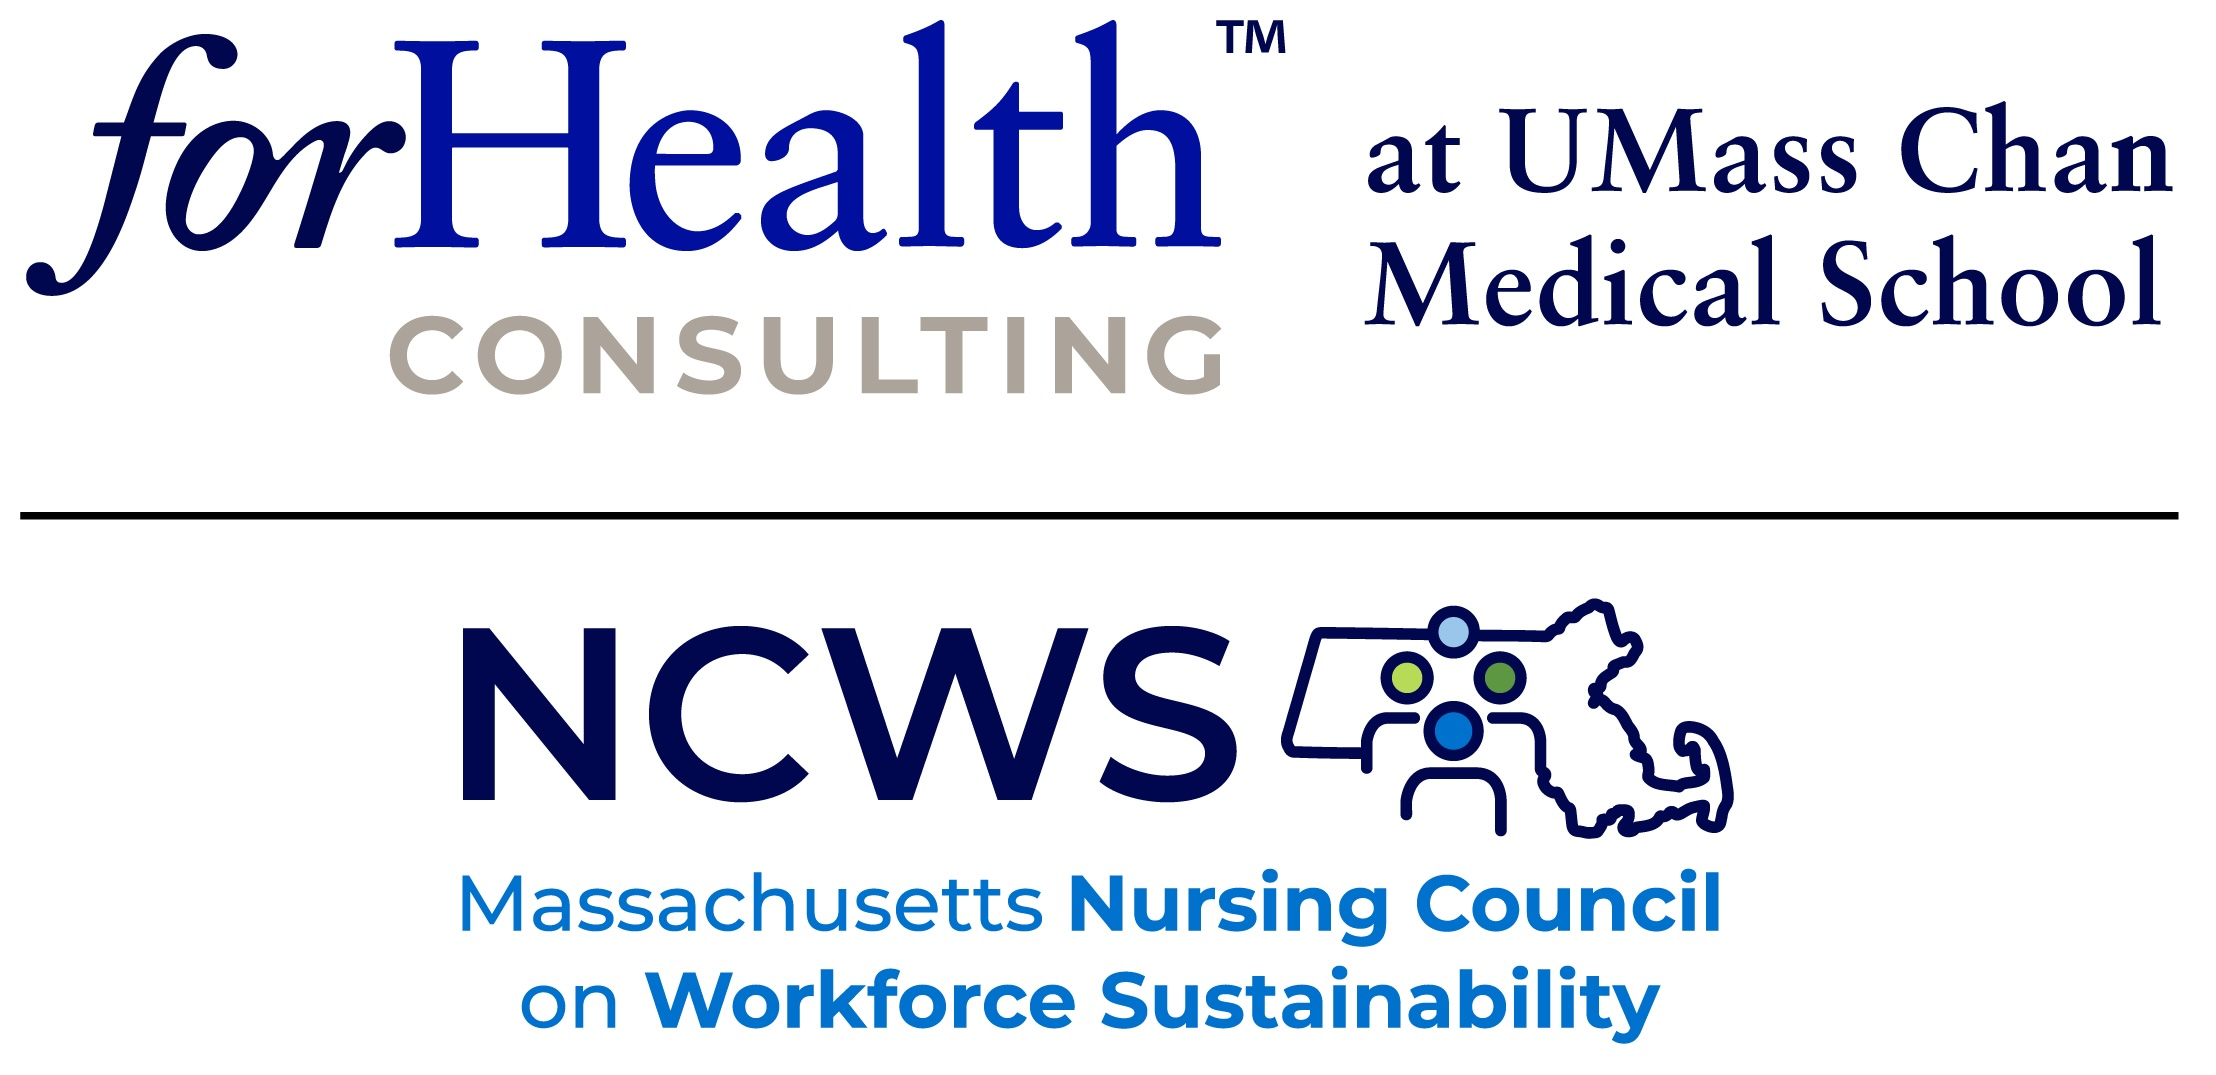 forHealth™
CONSULTING
at UMass Chan
Medical School
NCWS
Massachusetts Nursing Council
on Workforce Sustainability